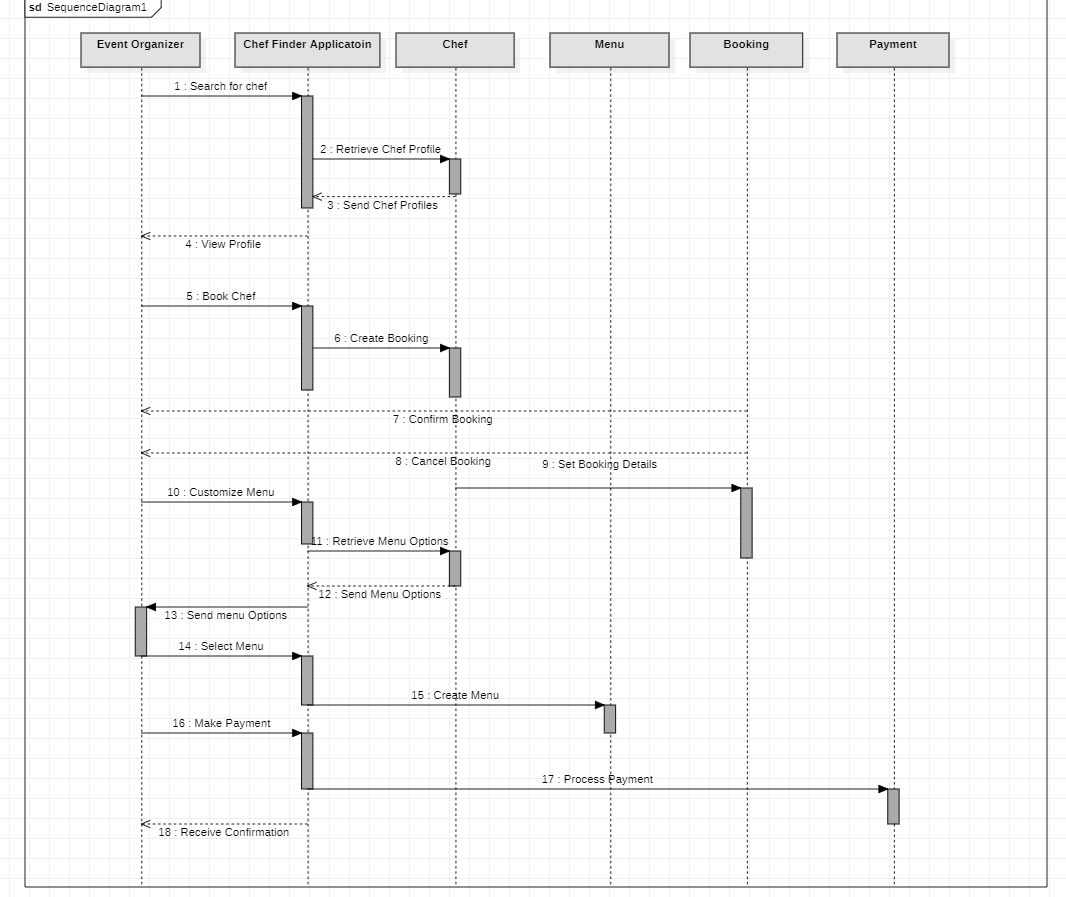 sd SequenceDiagram1
Event Organizer
Chef Finder Applicatoin
Chef
Menu
Booking
Payment
1 : Search for chef
2 : Retrieve Chef Profile
3 : Send Chef Profiles
4 : View Profile
5 : Book Chef
6 : Create Booking
7 : Confirm Booking
8 : Cancel Booking
9 : Set Booking Details
10 : Customize Menu
11 : Retrieve Menu Options
12 : Send Menu Options
13 : Send menu Options
14 : Select Menu
15 : Create Menu
16 : Make Payment
17 : Process Payment
18 : Receive Confirmation